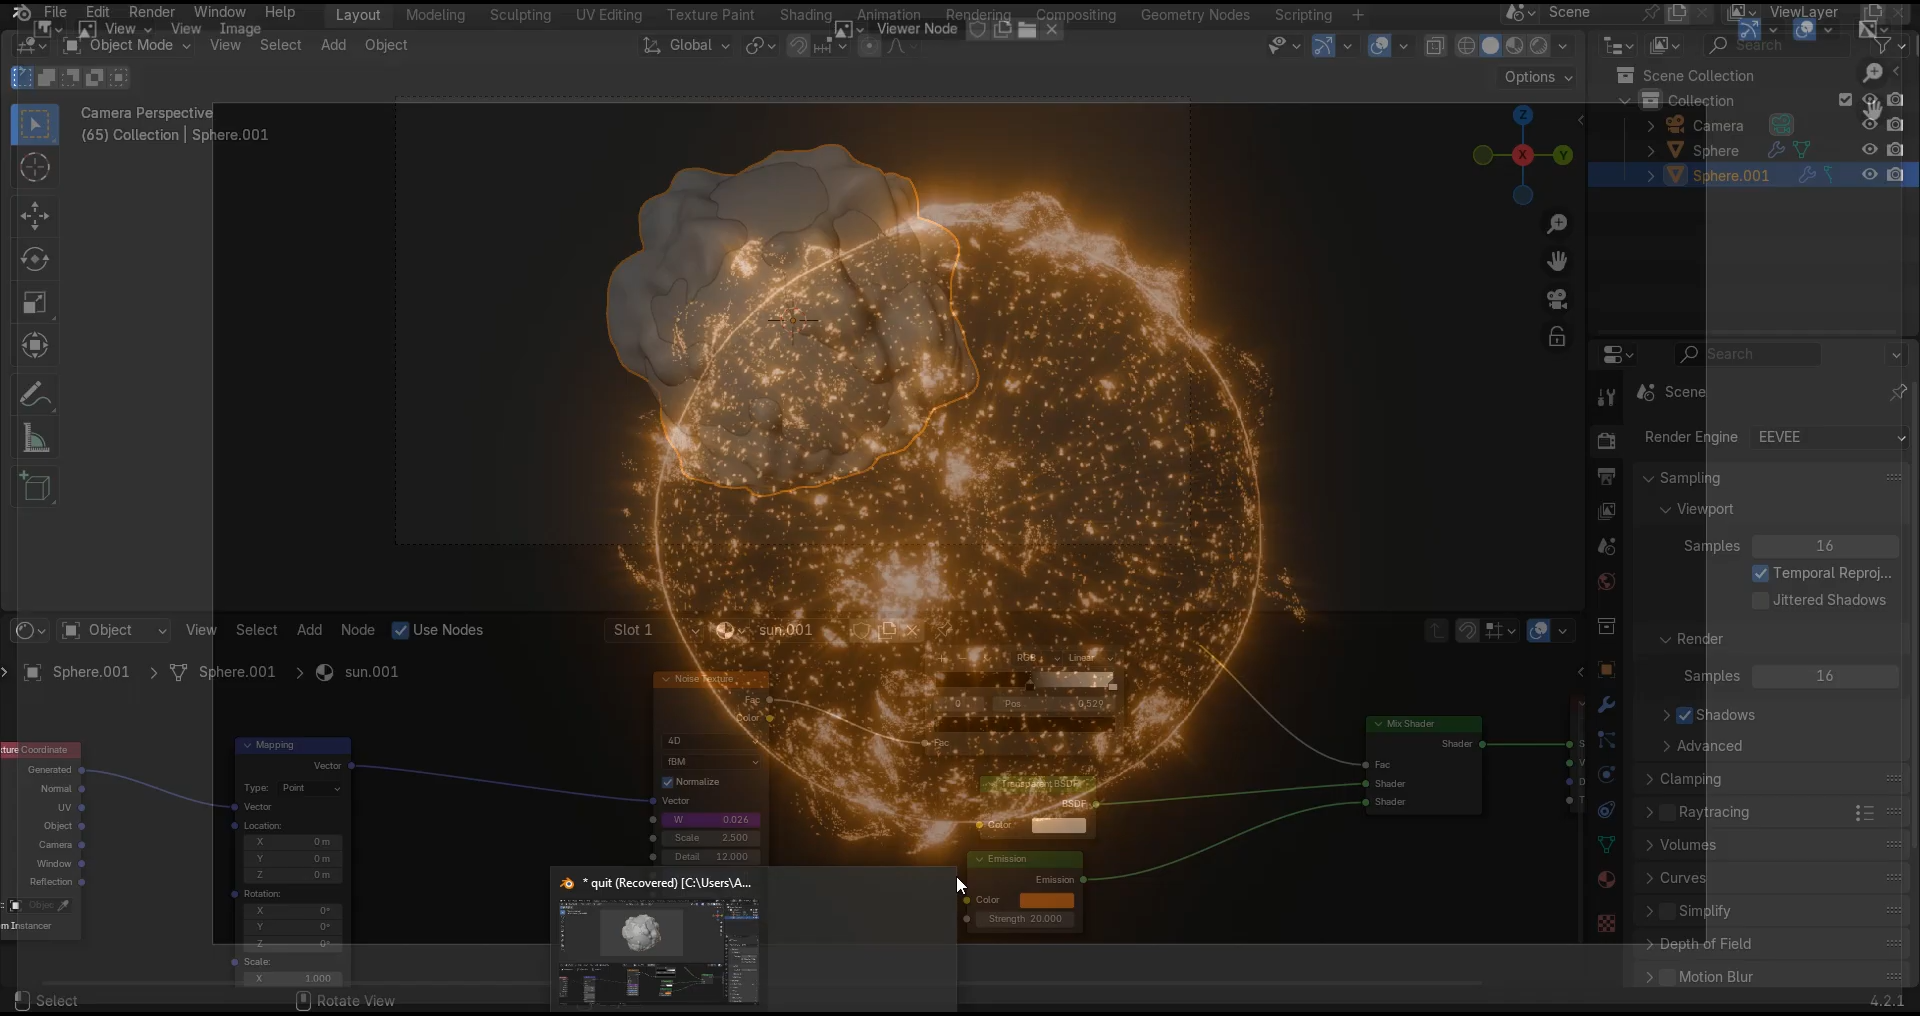 File Edit Render Window Help Layout Modeling Sculpting UV Editing Texture Paint Shading Animation Rendering Compositing Geometry Nodes Scripting + Scene ViewLayer
View View Image Viewer Node
Object Mode View Select Add Object Global Search
Options
Camera Perspective
(65) Collection | Sphere.001
Z
X
Y
Scene Collection
Collection
Camera
Sphere
Sphere.001
Search
Scene
Render Engine EEVEE
Sampling
Viewport
Samples 16
Temporal Reproj...
Jittered Shadows
Render
Samples 16
Shadows
Advanced
Clamping
Raytracing
Volumes
Curves
Simplify
Depth of Field
Motion Blur
Object View Select Add Node Use Nodes Slot 1 sun.001
Sphere.001 > Sphere.001 > sun.001
xture Coordinate
Generated
Normal
UV
Object
Camera
Window
Reflection
Objec
m Instancer
Mapping
Vector
Type: Point
Vector
Location:
X 0 m
Y 0 m
Z 0 m
Rotation:
X 0°
Y 0°
Z 0°
Scale:
X 1.000
Noise Texture
Fac
Color
4D
fBM
Normalize
Vector
W 0.026
Scale 2.500
Detail 12.000
RGB Linear
0 Pos 0.529
Fac
Transparent BSDF
BSDF
Color
Emission
Emission
Color
Strength 20.000
Mix Shader
Shader
Fac
Shader
Shader
S
V
D
T
* quit (Recovered) [C:\Users\A...
Select Rotate View 4.2.1